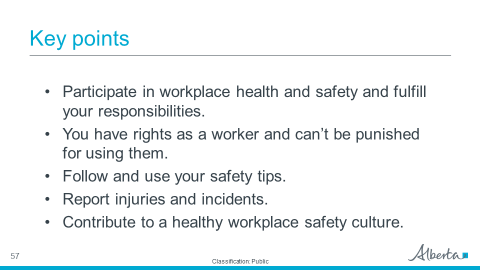 Key points
• Participate in workplace health and safety and fulfill
your responsibilities.
• You have rights as a worker and can’t be punished
for using them.
• Follow and use your safety tips.
• Report injuries and incidents.
• Contribute to a healthy workplace safety culture.
57
Classification: Public
Alberta